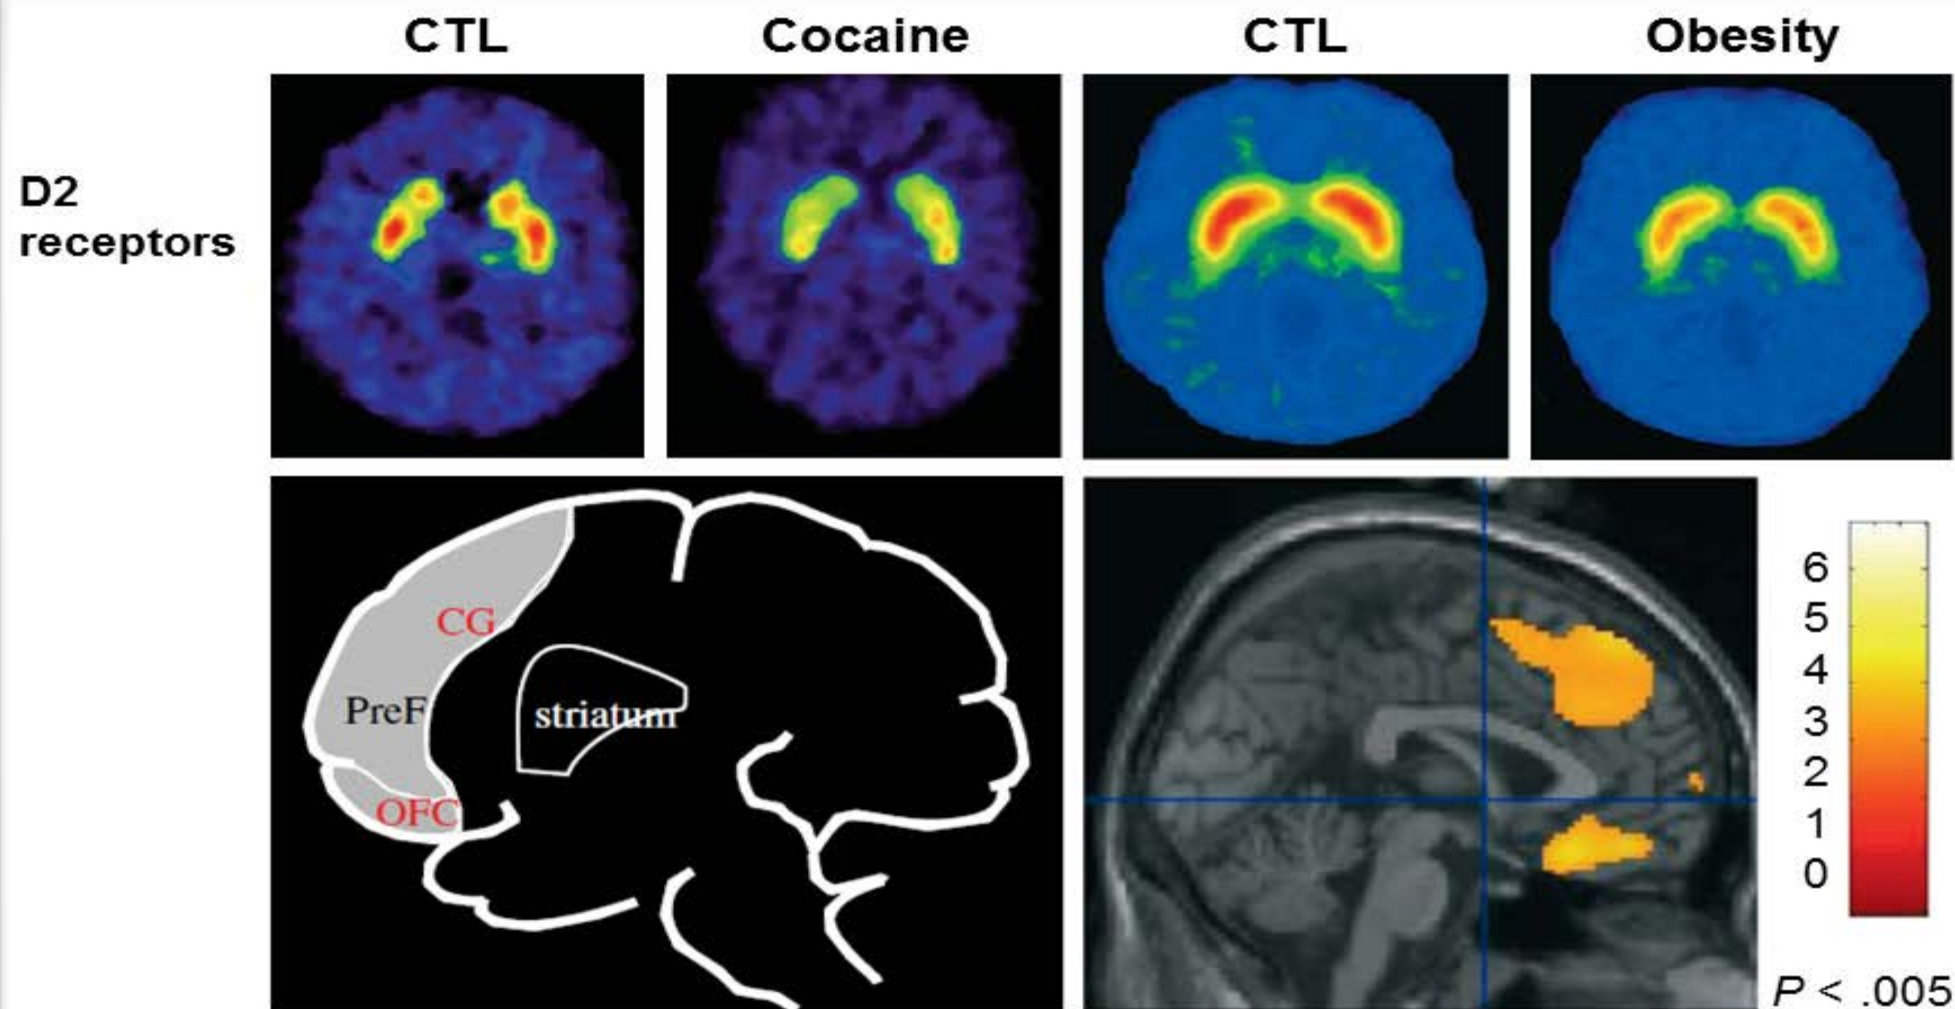 CTL Cocaine CTL Obesity
D2
receptors
CG
PreF
striatum
OFC
6
5
4
3
2
1
0
P < .005